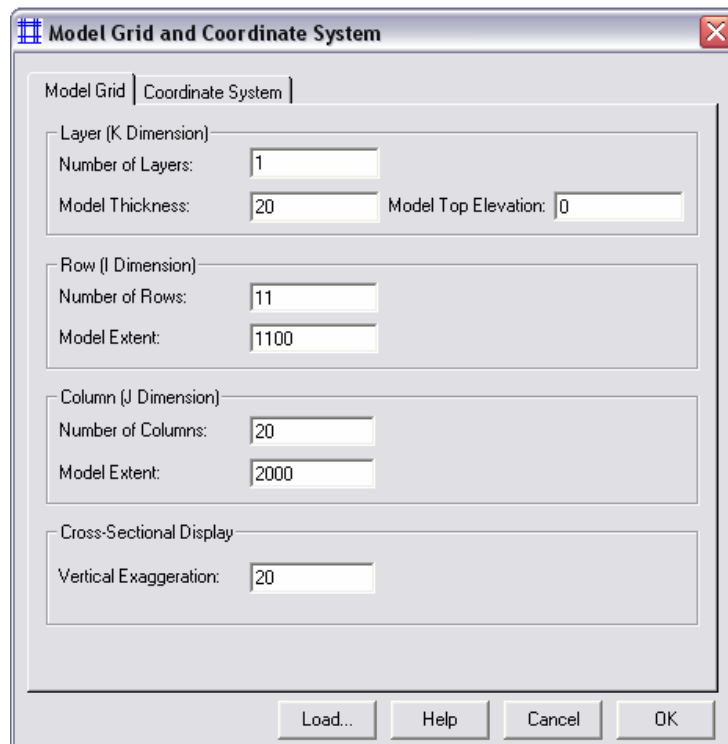 Model Grid and Coordinate System
Model Grid Coordinate System
Layer (K Dimension)
Number of Layers: 1
Model Thickness: 20 Model Top Elevation: 0
Row (I Dimension)
Number of Rows: 11
Model Extent: 1100
Column (J Dimension)
Number of Columns: 20
Model Extent: 2000
Cross-Sectional Display
Vertical Exaggeration: 20
Load... Help Cancel OK